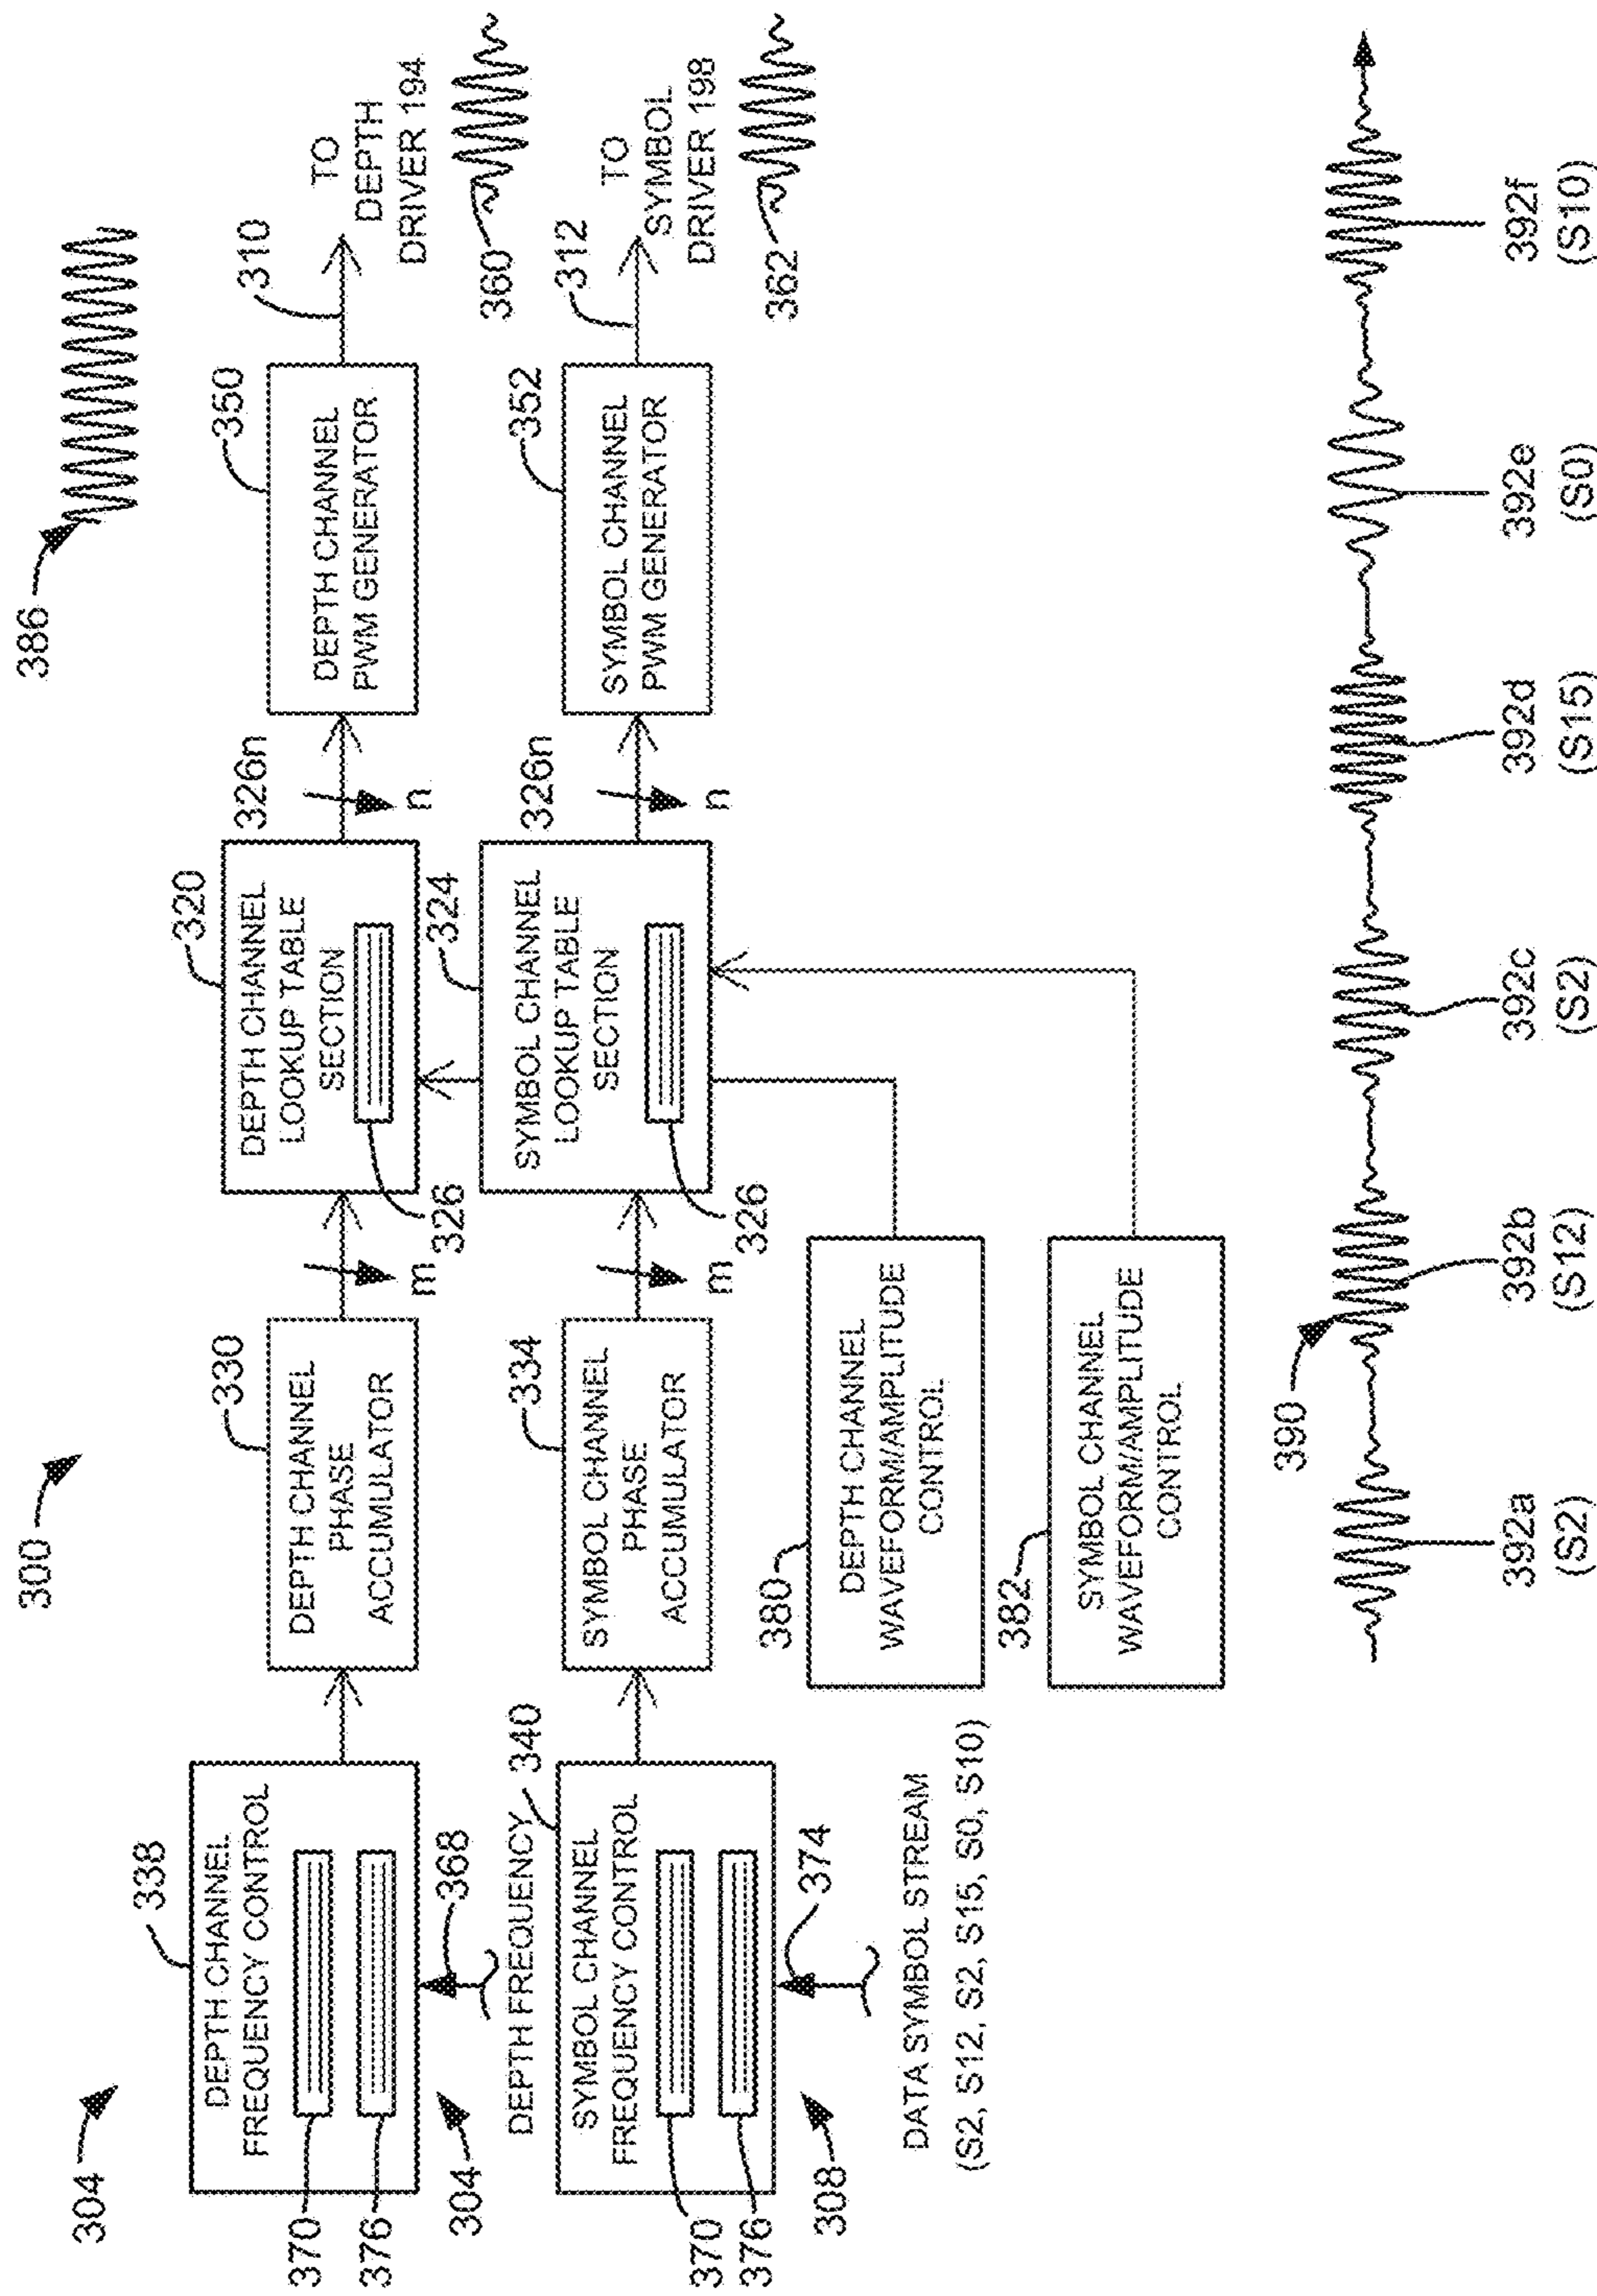 300
386
304
338
DEPTH CHANNEL
FREQUENCY CONTROL
370
376
330
DEPTH CHANNEL
PHASE
ACCUMULATOR
m
320
DEPTH CHANNEL
LOOKUP TABLE
SECTION
326
326n
n
350
DEPTH CHANNEL
PWM GENERATOR
310
TO
DEPTH
DRIVER 194
360
304
368
DEPTH FREQUENCY
340
SYMBOL CHANNEL
FREQUENCY CONTROL
370
376
334
SYMBOL CHANNEL
PHASE
ACCUMULATOR
m
324
SYMBOL CHANNEL
LOOKUP TABLE
SECTION
326
326n
n
352
SYMBOL CHANNEL
PWM GENERATOR
312
TO
SYMBOL
DRIVER 198
362
308
374
DATA SYMBOL STREAM
(S2, S12, S2, S15, S0, S10)
380
DEPTH CHANNEL
WAVEFORM/AMPLITUDE
CONTROL
382
SYMBOL CHANNEL
WAVEFORM/AMPLITUDE
CONTROL
390
392a
(S2)
392b
(S12)
392c
(S2)
392d
(S15)
392e
(S0)
392f
(S10)